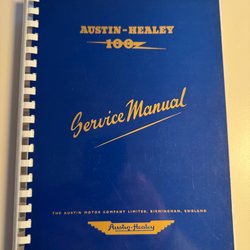 AUSTIN-HEALEY
100
Service Manual
THE AUSTIN MOTOR COMPANY LIMITED, BIRMINGHAM, ENGLAND
Austin-Healey